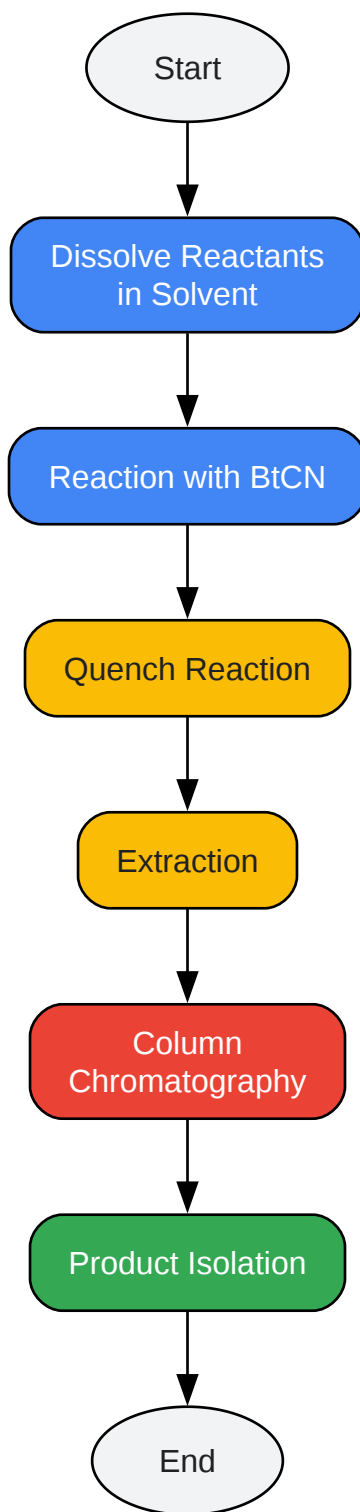 Start
Dissolve Reactants
in Solvent
Reaction with BtCN
Quench Reaction
Extraction
Column
Chromatography
Product Isolation
End